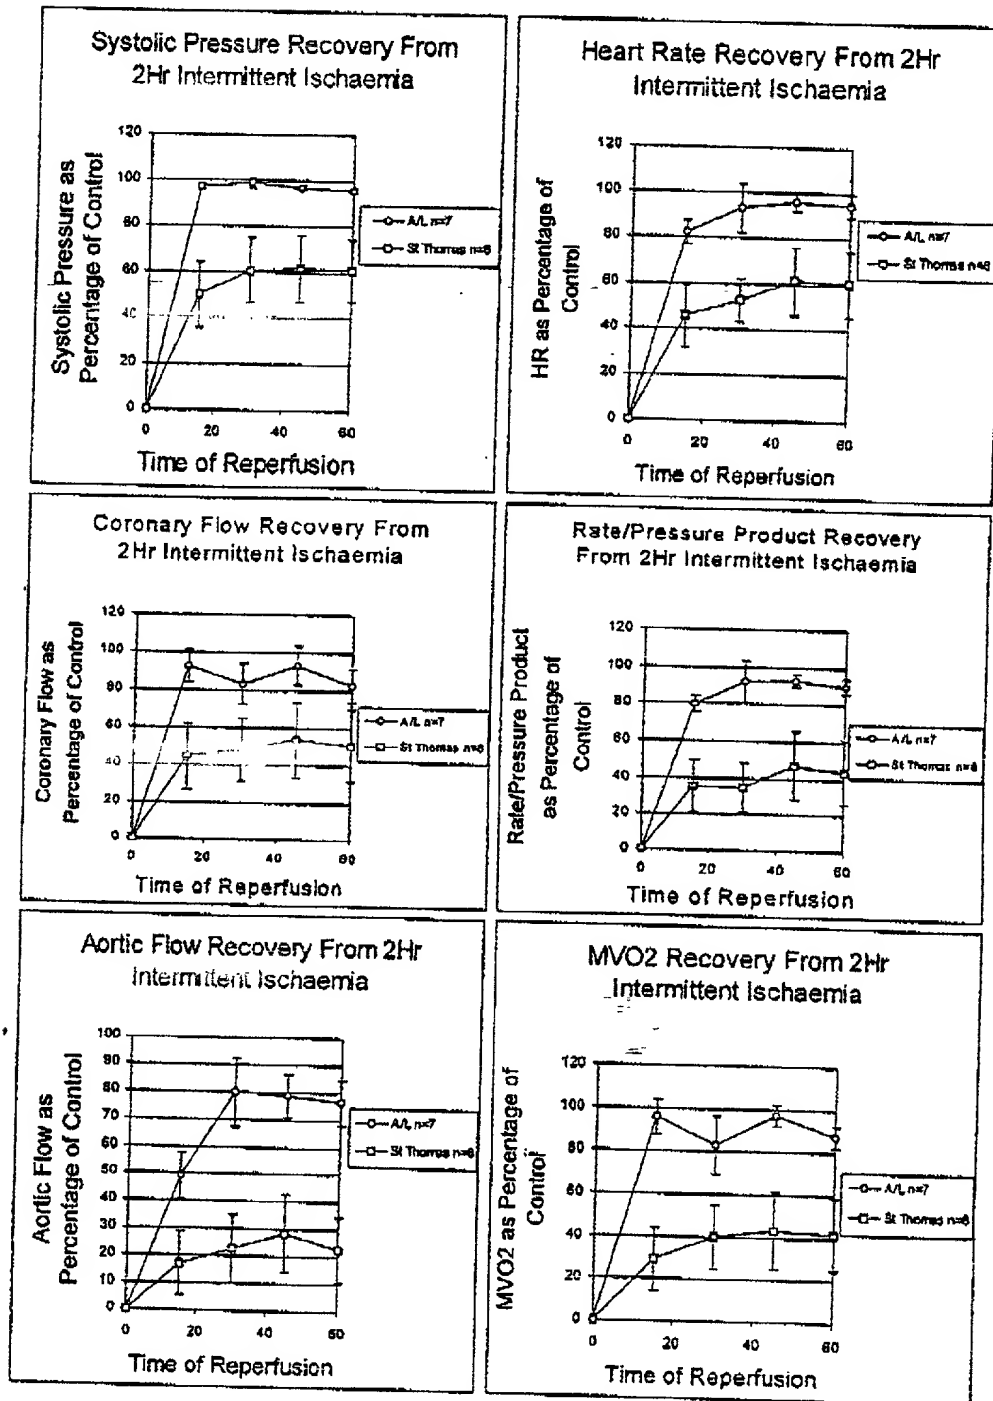 Systolic Pressure Recovery From
2Hr Intermittent Ischaemia
Systolic Pressure as
Percentage of Control
120
100
80
60
40
20
0
0 20 40 60
Time of Reperfusion
A/L n=7
St Thomas n=6
Heart Rate Recovery From 2Hr
Intermittent Ischaemia
HR as Percentage of
Control
120
100
80
60
40
20
0
0 20 40 60
Time of Reperfusion
A/L n=7
St Thomas n=6
Coronary Flow Recovery From
2Hr Intermittent Ischaemia
Coronary Flow as
Percentage of Control
120
100
80
60
40
20
0
0 20 40 60
Time of Reperfusion
A/L n=7
St Thomas n=6
Rate/Pressure Product Recovery
From 2Hr Intermittent Ischaemia
Rate/Pressure Product
as Percentage of
Control
120
100
80
60
40
20
0
0 20 40 60
Time of Reperfusion
A/L n=7
St Thomas n=6
Aortic Flow Recovery From 2Hr
Intermittent Ischaemia
Aortic Flow as
Percentage of Control
100
90
80
70
60
50
40
30
20
10
0
0 20 40 60
Time of Reperfusion
A/L n=7
St Thomas n=6
MVO2 Recovery From 2Hr
Intermittent Ischaemia
MVO2 as Percentage of
Control
120
100
80
60
40
20
0
0 20 40 60
Time of Reperfusion
A/L n=7
St Thomas n=6